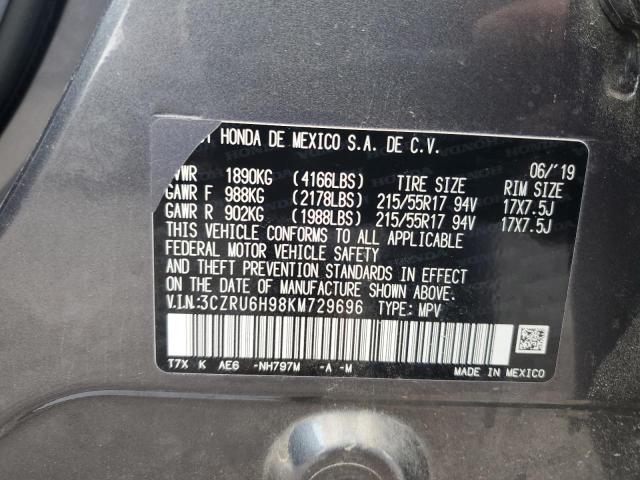 HONDA DE MEXICO S.A. DE C.V.
06/'19
1890KG (4166LBS) TIRE SIZE RIM SIZE
GAWR F 988KG (2178LBS) 215/55R17 94V 17X7.5J
GAWR R 902KG (1988LBS) 215/55R17 94V 17X7.5J
THIS VEHICLE CONFORMS TO ALL APPLICABLE
FEDERAL MOTOR VEHICLE SAFETY
AND THEFT PREVENTION STANDARDS IN EFFECT
ON THE DATE OF MANUFACTURE SHOWN ABOVE.
V.I.N:3CZRU6H98KM729696 TYPE: MPV
T7X K AE6 -NH797M -A -M
MADE IN MEXICO